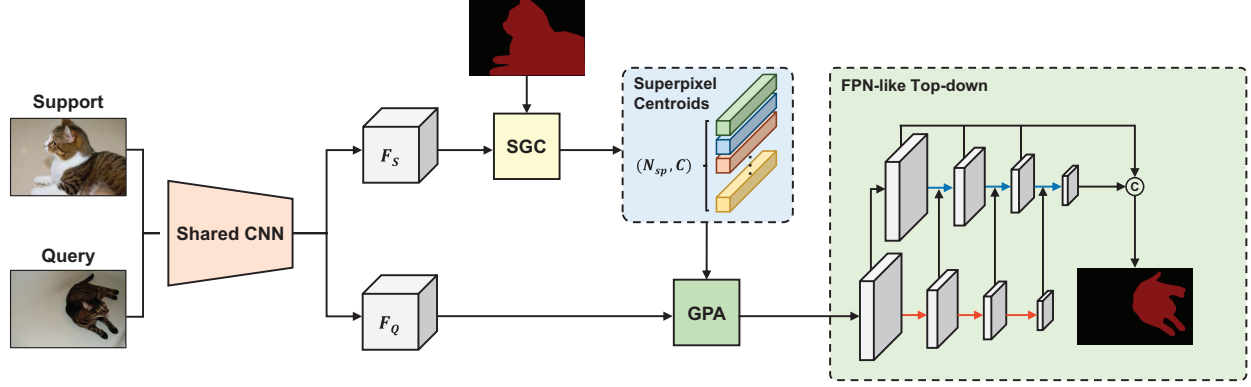 Support
Query
Shared CNN
F_S
F_Q
SGC
Superpixel
Centroids
(N_sp, C)
GPA
FPN-like Top-down
C